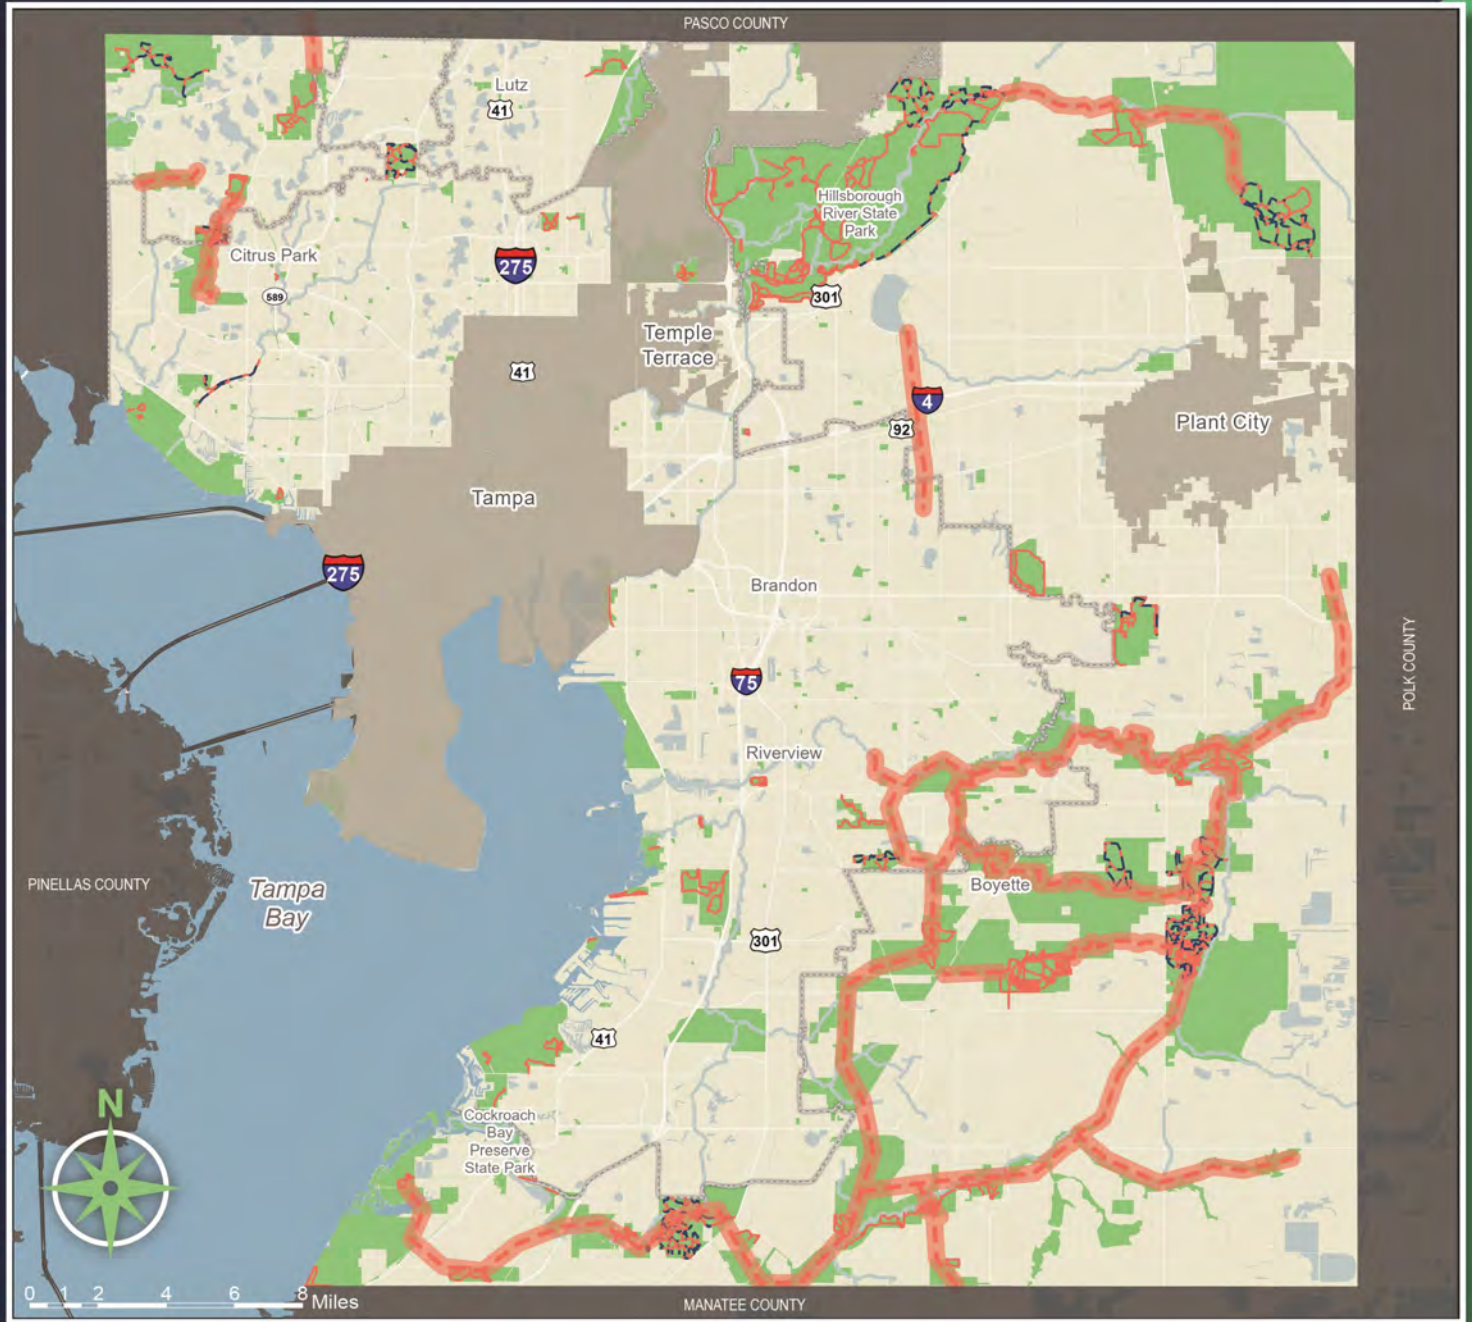 PASCO COUNTY
Lutz
41
Hillsborough
River State
Park
Citrus Park
275
589
301
Temple
Terrace
41
4
92
Plant City
Tampa
275
Brandon
POLK COUNTY
75
Riverview
PINELLAS COUNTY
Tampa
Bay
Boyette
301
41
N
Cockroach
Bay
Preserve
State Park
0 1 2 4 6 8 Miles
MANATEE COUNTY